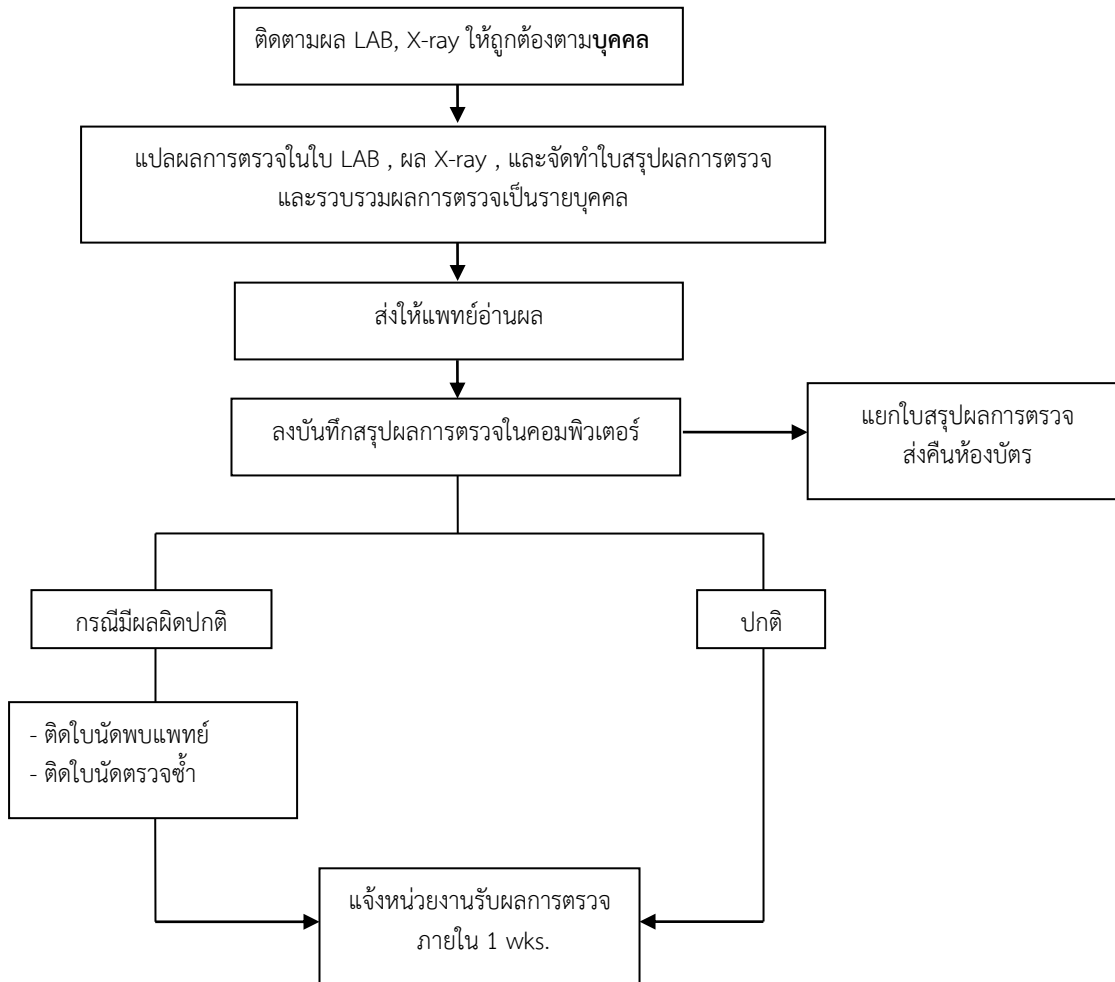 ติดตามผล LAB, X-ray ให้ถูกต้องตามบุคคล
แปลผลการตรวจในใบ LAB , ผล X-ray , และจัดทำใบสรุปผลการตรวจ
และรวบรวมผลการตรวจเป็นรายบุคคล
ส่งให้แพทย์อ่านผล
ลงบันทึกสรุปผลการตรวจในคอมพิวเตอร์
แยกใบสรุปผลการตรวจ
ส่งคืนห้องบัตร
กรณีมีผลผิดปกติ
ปกติ
- ติดใบนัดพบแพทย์
- ติดใบนัดตรวจซ้ำ
แจ้งหน่วยงานรับผลการตรวจ
ภายใน 1 wks.